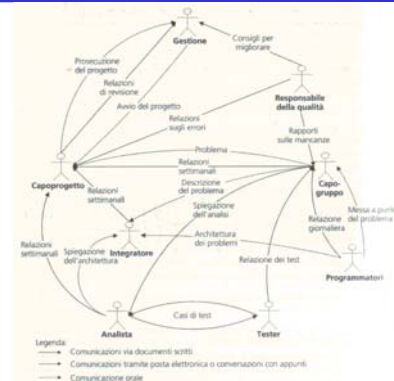 Gestione
Consigli per
migliorare
Prosecuzione
del progetto
Relazioni
di revisione
Responsabile
della qualità
Avvio del progetto
Relazioni
sugli errori
Rapporti
sulle mancanze
Problema
Capoprogetto
Relazioni
settimanali
Capo-
gruppo
Relazioni
settimanali
Descrizione
del problema
Spiegazione
dell'analisi
Messa a punto
del problema
Relazione
giornaliera
Integratore
Architettura
dei problemi
Relazioni
settimanali
Spiegazione
dell'architettura
Relazione dei test
Programmatori
Casi di test
Analista
Tester
Legenda:
Comunicazioni via documenti scritti
Comunicazioni tramite posta elettronica o conversazioni con appunti
Comunicazione orale